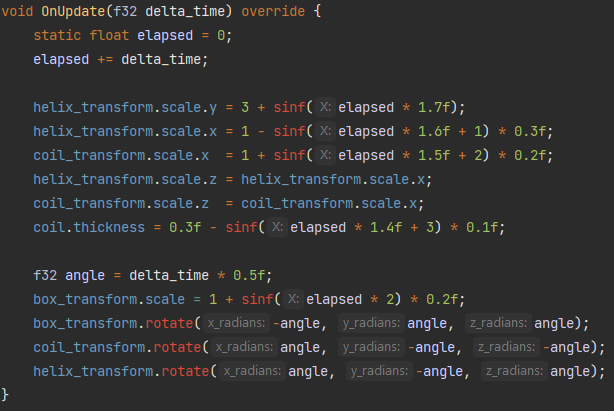 void OnUpdate(f32 delta_time) override {
    static float elapsed = 0;
    elapsed += delta_time;

    helix_transform.scale.y = 3 + sinf( X: elapsed * 1.7f);
    helix_transform.scale.x = 1 - sinf( X: elapsed * 1.6f + 1) * 0.3f;
    coil_transform.scale.x  = 1 + sinf( X: elapsed * 1.5f + 2) * 0.2f;
    helix_transform.scale.z = helix_transform.scale.x;
    coil_transform.scale.z  = coil_transform.scale.x;
    coil.thickness = 0.3f - sinf( X: elapsed * 1.4f + 3) * 0.1f;

    f32 angle = delta_time * 0.5f;
    box_transform.scale = 1 + sinf( X: elapsed * 2) * 0.2f;
    box_transform.rotate( x_radians: -angle, y_radians: angle, z_radians: angle);
    coil_transform.rotate( x_radians: angle, y_radians: -angle, z_radians: -angle);
    helix_transform.rotate( x_radians: angle, y_radians: -angle, z_radians: angle);
}